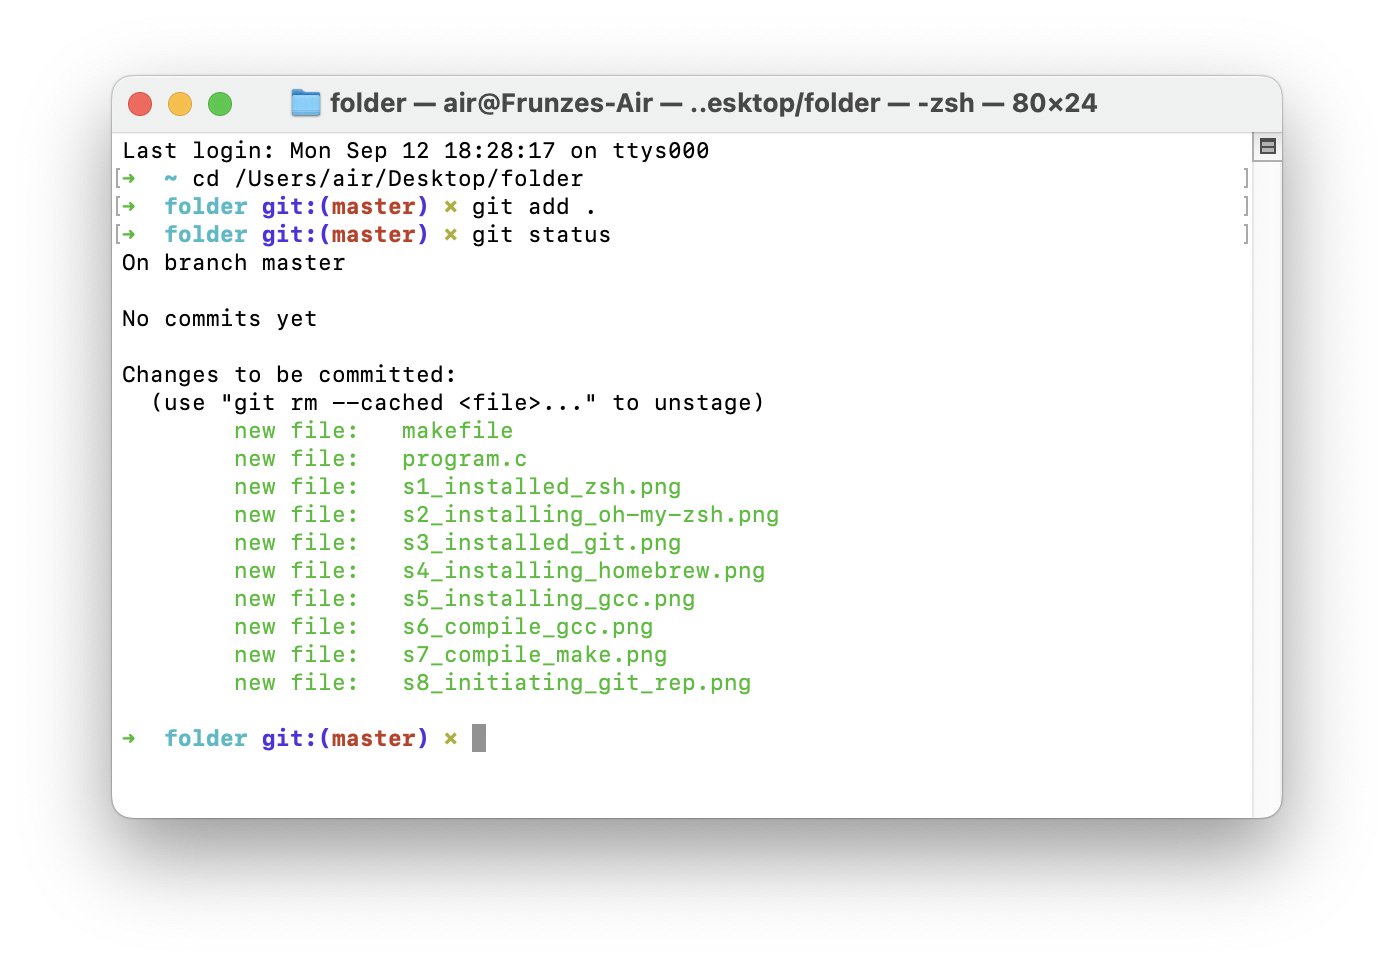 folder — air@Frunzes-Air — ..esktop/folder — -zsh — 80×24
Last login: Mon Sep 12 18:28:17 on ttys000
[➜  ~ cd /Users/air/Desktop/folder ]
[➜  folder git:(master) ✗ git add . ]
[➜  folder git:(master) ✗ git status ]
On branch master
No commits yet
Changes to be committed:
  (use "git rm --cached <file>..." to unstage)
        new file:   makefile
        new file:   program.c
        new file:   s1_installed_zsh.png
        new file:   s2_installing_oh-my-zsh.png
        new file:   s3_installed_git.png
        new file:   s4_installing_homebrew.png
        new file:   s5_installing_gcc.png
        new file:   s6_compile_gcc.png
        new file:   s7_compile_make.png
        new file:   s8_initiating_git_rep.png
➜  folder git:(master) ✗